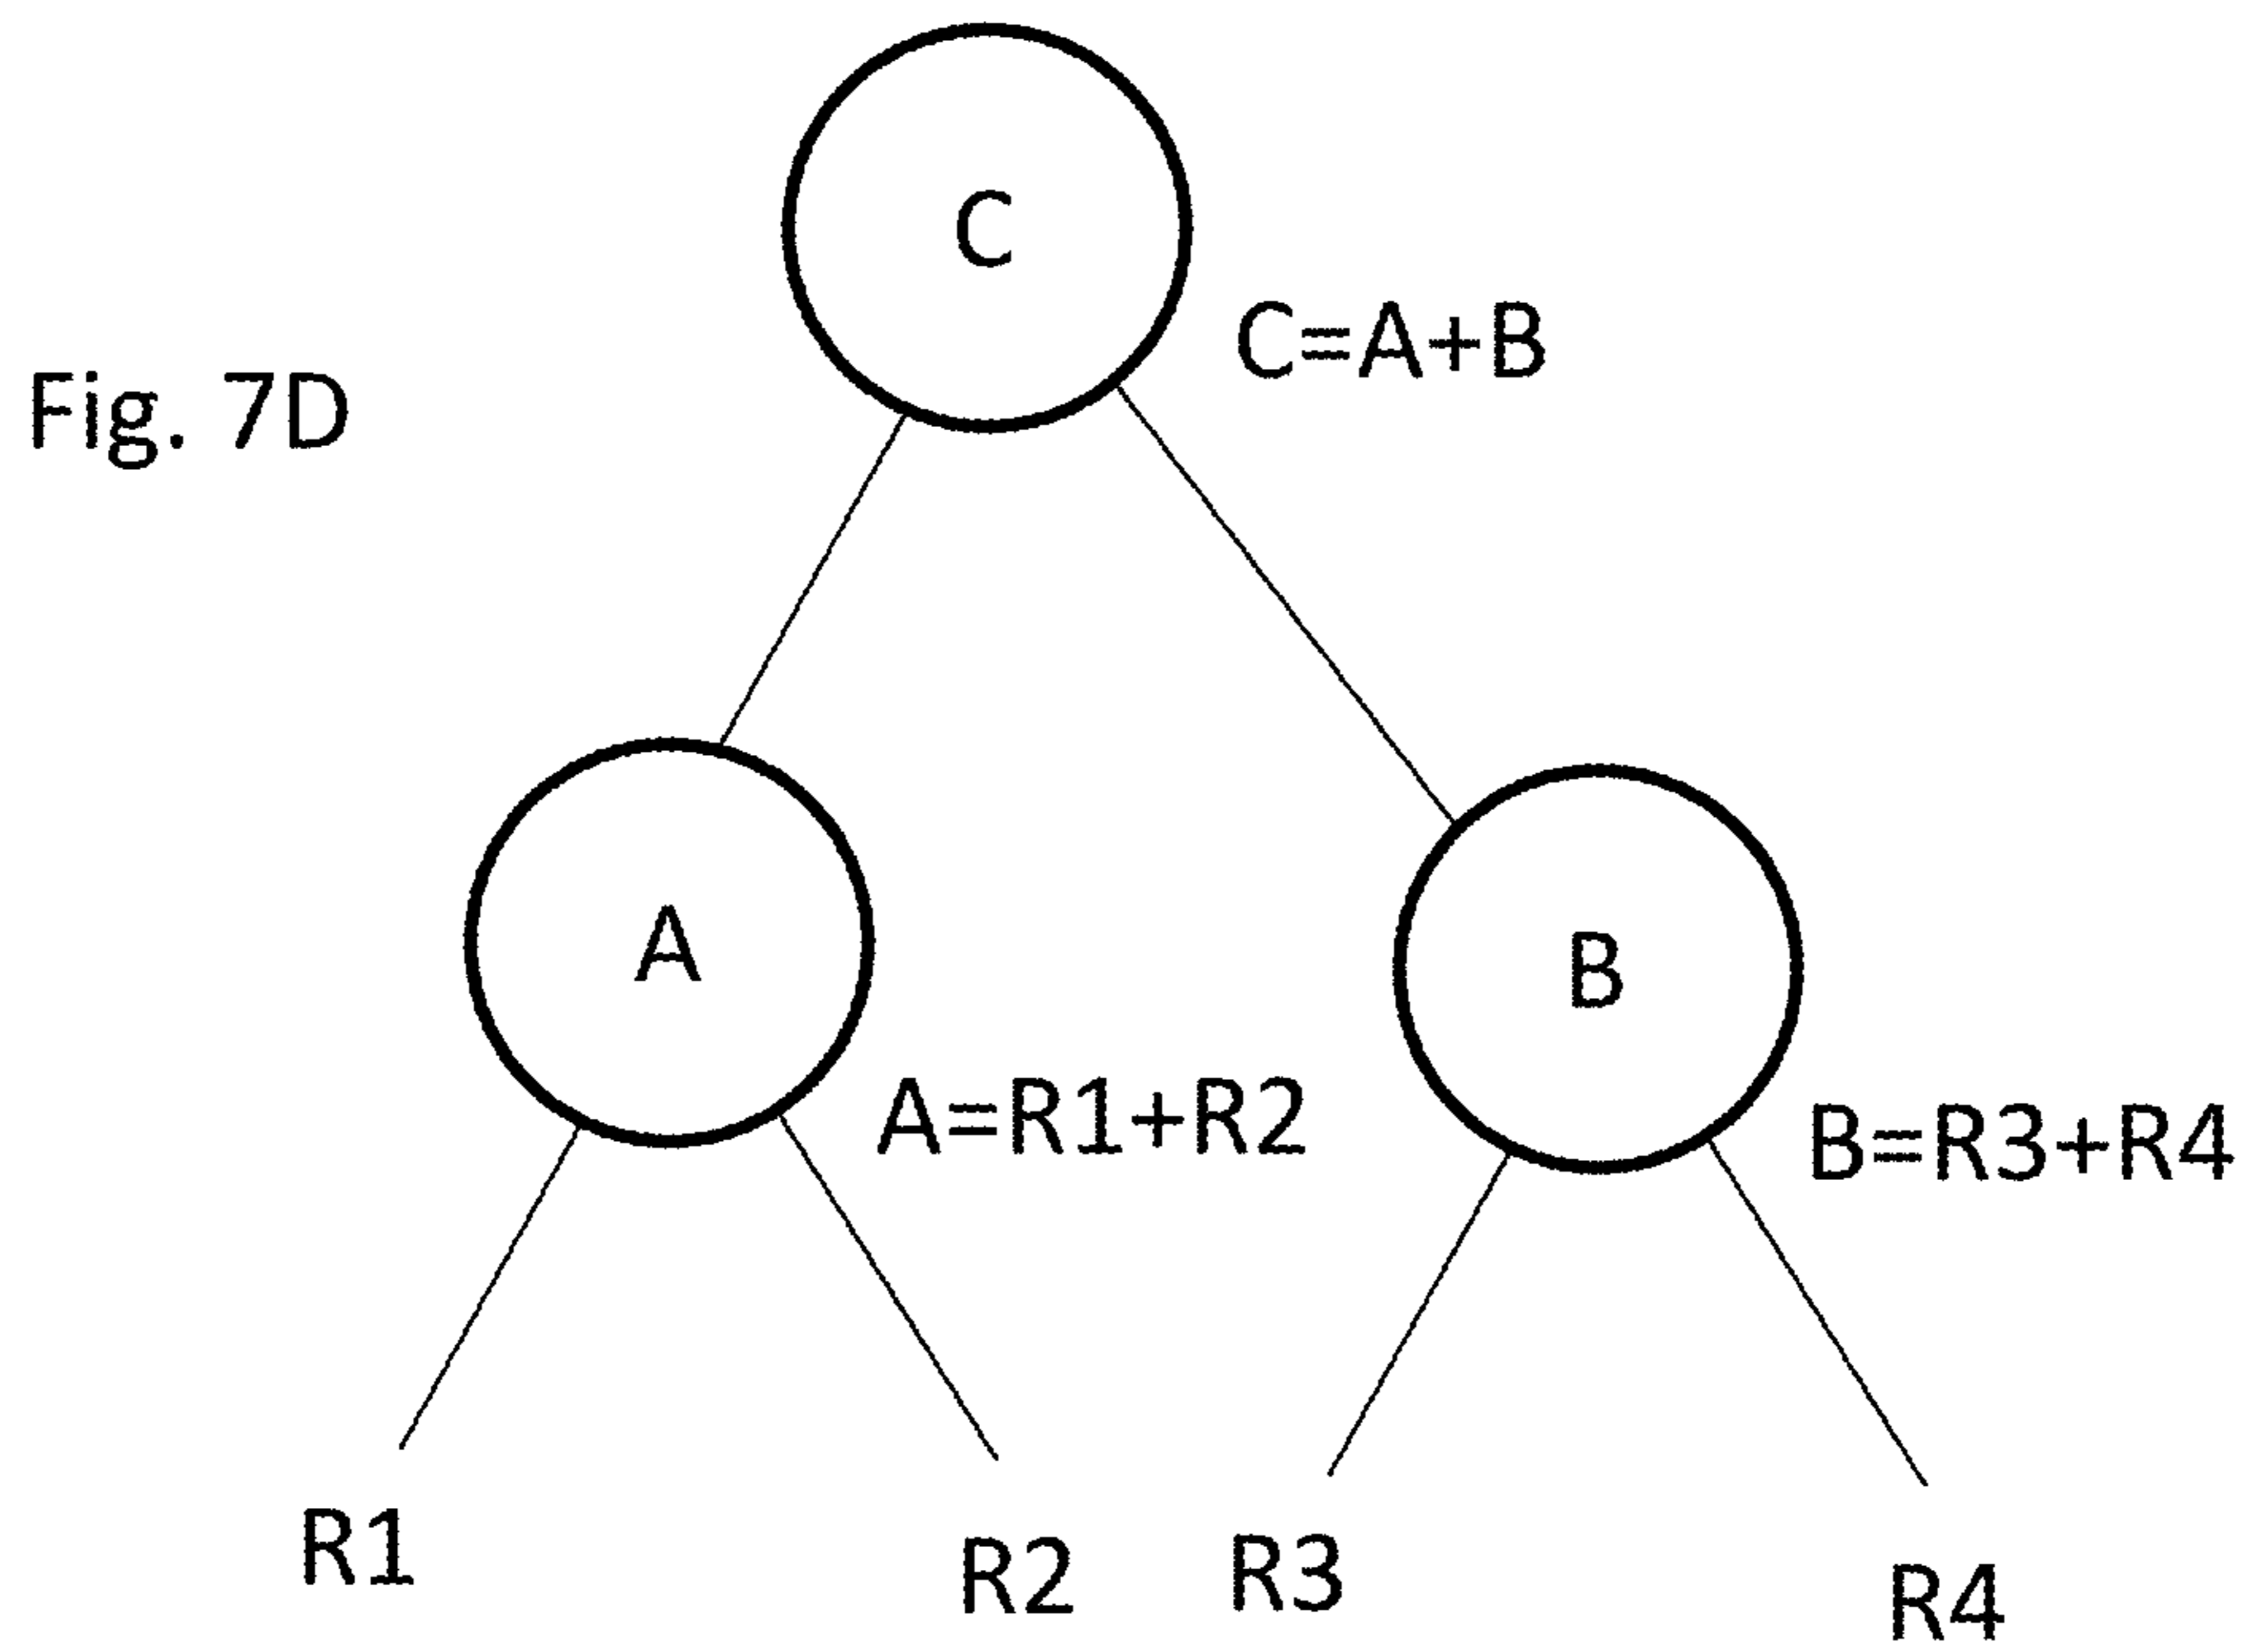 C
C=A+B
Fig. 7D
A
B
A=R1+R2
B=R3+R4
R1
R2
R3
R4